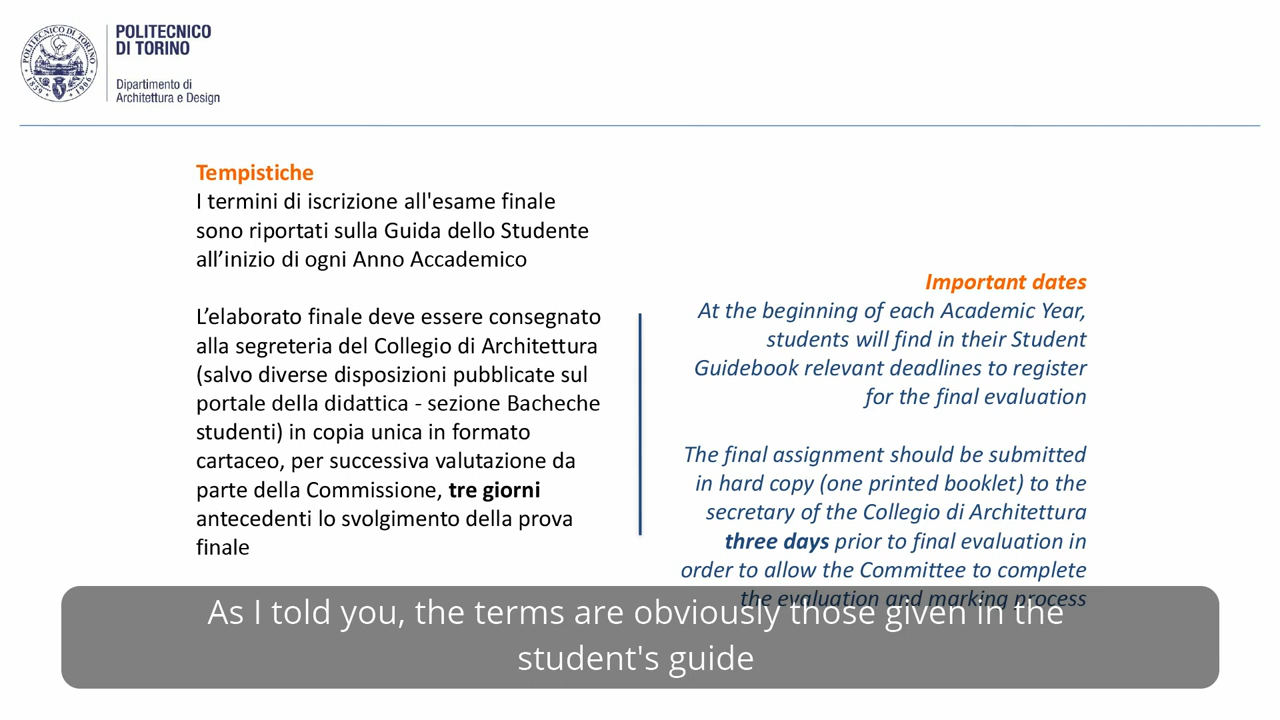 POLITECNICO
DI TORINO
Dipartimento di
Architettura e Design
POLITECNICO DI TORINO
1859
1906
Tempistiche
I termini di iscrizione all'esame finale
sono riportati sulla Guida dello Studente
all’inizio di ogni Anno Accademico
L’elaborato finale deve essere consegnato
alla segreteria del Collegio di Architettura
(salvo diverse disposizioni pubblicate sul
portale della didattica - sezione Bacheche
studenti) in copia unica in formato
cartaceo, per successiva valutazione da
parte della Commissione, tre giorni
antecedenti lo svolgimento della prova
finale
Important dates
At the beginning of each Academic Year,
students will find in their Student
Guidebook relevant deadlines to register
for the final evaluation
The final assignment should be submitted
in hard copy (one printed booklet) to the
secretary of the Collegio di Architettura
three days prior to final evaluation in
order to allow the Committee to complete
the evaluation and marking process
As I told you, the terms are obviously those given in the
student's guide